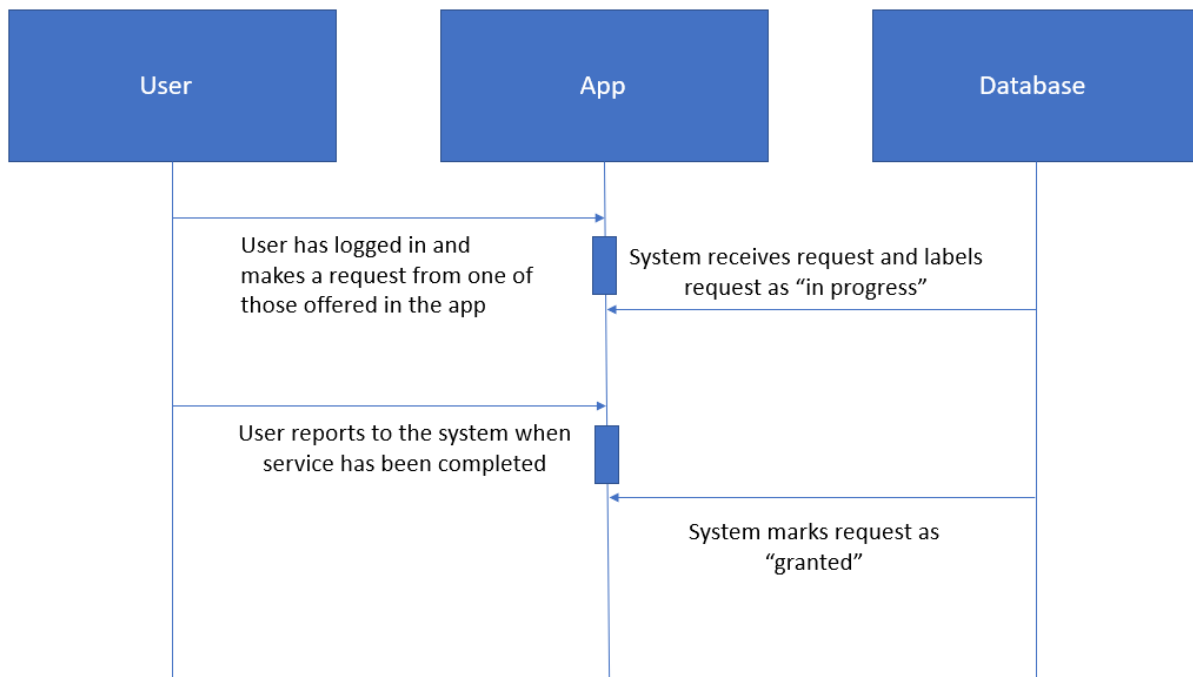 User
App
Database
User has logged in and
makes a request from one of
those offered in the app
System receives request and labels
request as “in progress”
User reports to the system when
service has been completed
System marks request as
“granted”